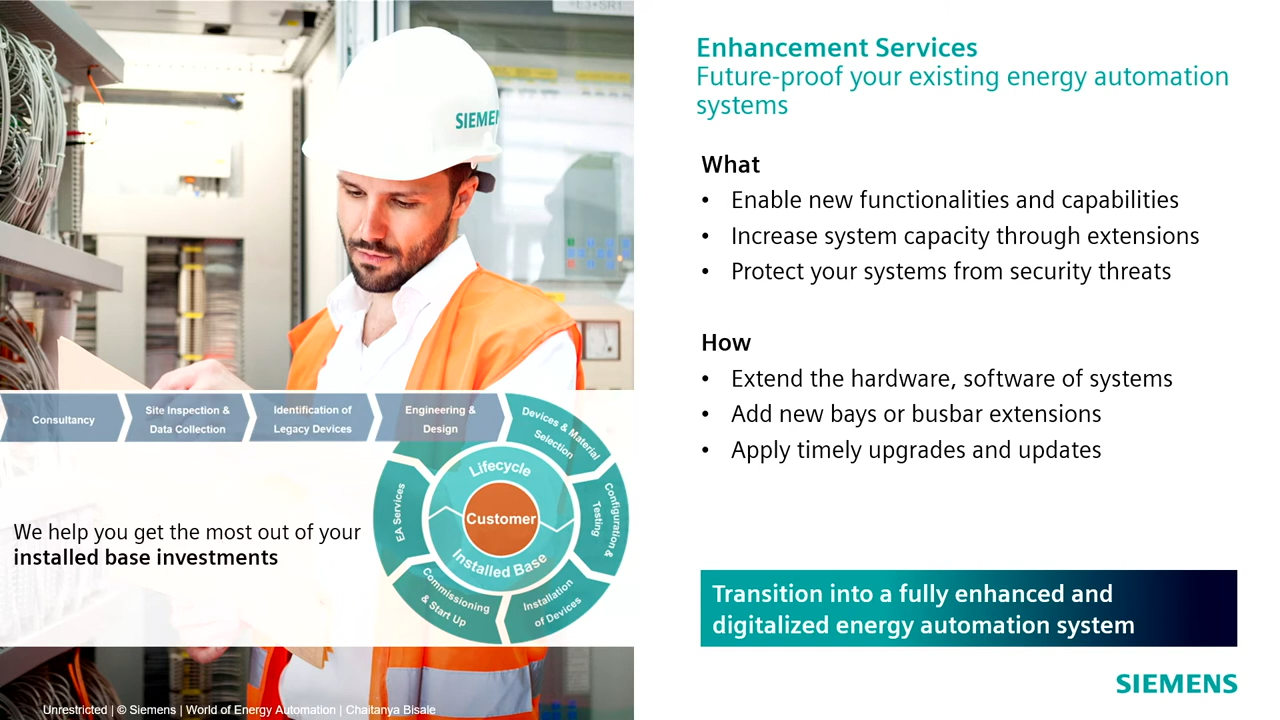 E3+SR1
SIEMEN
Enhancement Services
Future-proof your existing energy automation
systems
What
• Enable new functionalities and capabilities
• Increase system capacity through extensions
• Protect your systems from security threats
How
• Extend the hardware, software of systems
• Add new bays or busbar extensions
• Apply timely upgrades and updates
Transition into a fully enhanced and
digitalized energy automation system
SIEMENS
Consultancy
Site Inspection &
Data Collection
Identification of
Legacy Devices
Engineering &
Design
Devices & Material
Selection
Configuration &
Testing
Installation
of Devices
Commissioning
& Start Up
EA Services
Lifecycle
Customer
Installed Base
We help you get the most out of your
installed base investments
Unrestricted | © Siemens | World of Energy Automation | Chaitanya Bisale